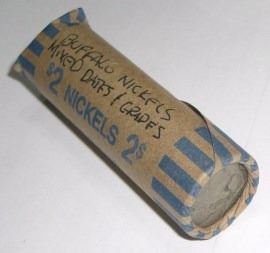 BUFFALO NICKELS
MIXED DATES / GRADES
$2 NICKELS 2$